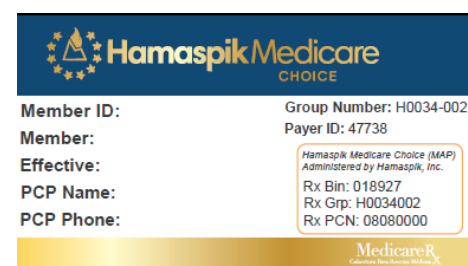 Hamaspik Medicare
CHOICE
Member ID:
Member:
Effective:
PCP Name:
PCP Phone:
Group Number: H0034-002
Payer ID: 47738
Hamaspik Medicare Choice (MAP)
Administered by Hamaspik, Inc.
Rx Bin: 018927
Rx Grp: H0034002
Rx PCN: 08080000
MedicareRx